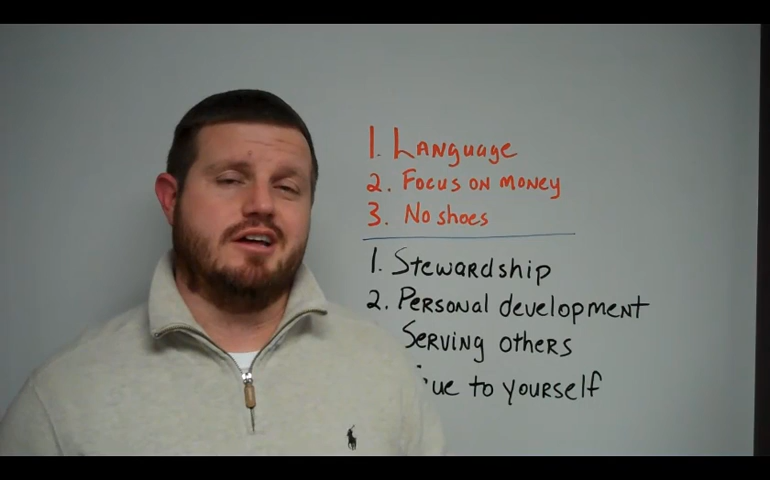 1. Language
2. Focus on money
3. No shoes
1. Stewardship
2. Personal development
Serving others
to yourself